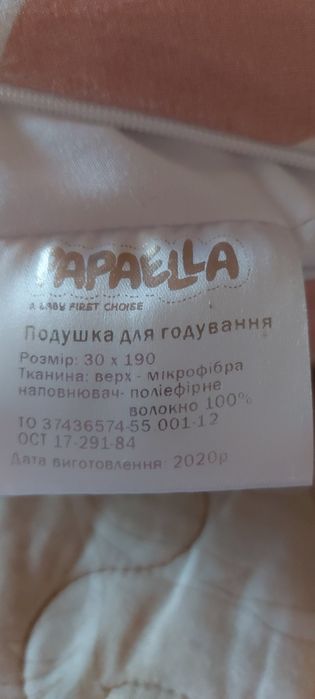 PAPAELLA
A BABY FIRST CHOISE
Подушка для годування
Розмір: 30 x 190
Тканина: верх - мікрофібра
наповнювач- поліефірне
волокно 100%
ТО 37436574-55 001-12
ОСТ 17-291-84
Дата виготовлення: 2020р